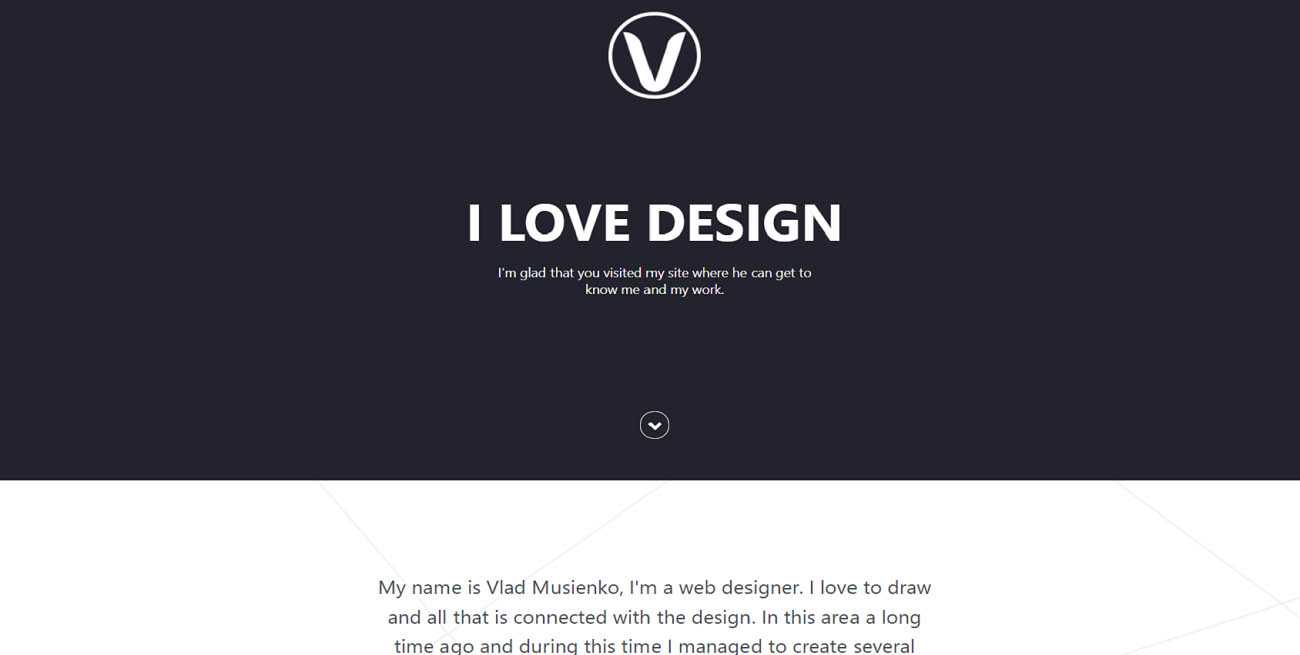 V
I LOVE DESIGN
I'm glad that you visited my site where he can get to
know me and my work.
My name is Vlad Musienko, I'm a web designer. I love to draw
and all that is connected with the design. In this area a long
time ago and during this time I managed to create several